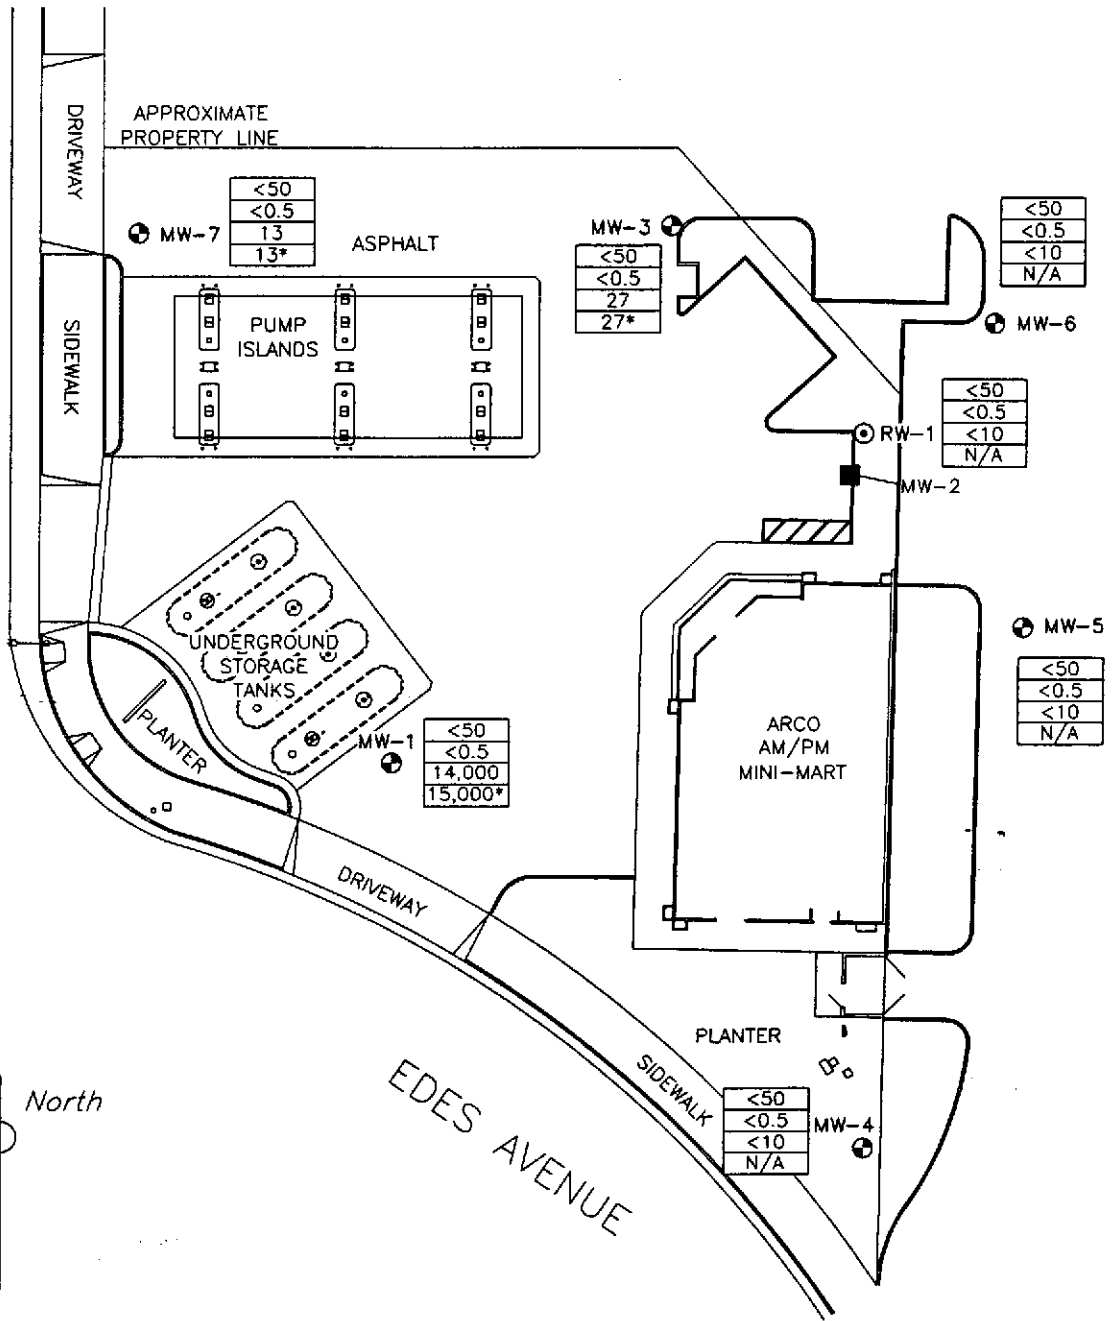 DRIVEWAY
APPROXIMATE
PROPERTY LINE
<50
<0.5
13
13*
MW-7
ASPHALT
MW-3
<50
<0.5
27
27*
<50
<0.5
<10
N/A
MW-6
SIDEWALK
PUMP
ISLANDS
<50
<0.5
<10
N/A
RW-1
MW-2
UNDERGROUND
STORAGE
TANKS
PLANTER
MW-1
<50
<0.5
14,000
15,000*
MW-5
<50
<0.5
<10
N/A
ARCO
AM/PM
MINI-MART
DRIVEWAY
PLANTER
SIDEWALK
<50
<0.5
<10
N/A
MW-4
North
EDES AVENUE